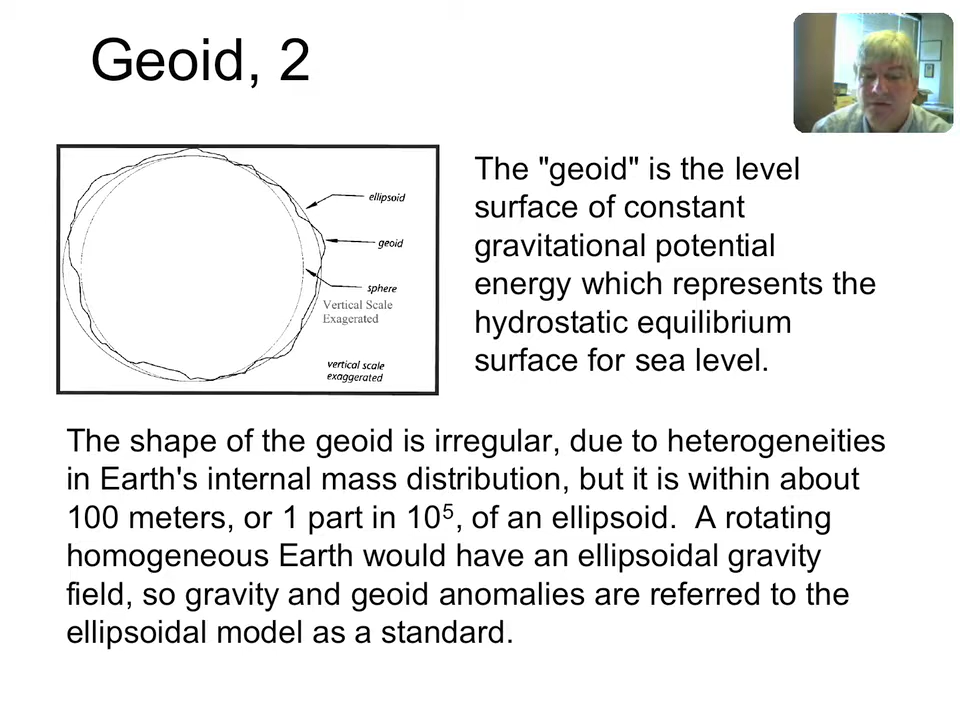 Geoid, 2
ellipsoid
geoid
sphere
Vertical Scale
Exagerated
vertical scale
exaggerated
The "geoid" is the level
surface of constant
gravitational potential
energy which represents the
hydrostatic equilibrium
surface for sea level.
The shape of the geoid is irregular, due to heterogeneities
in Earth's internal mass distribution, but it is within about
100 meters, or 1 part in 10⁵, of an ellipsoid. A rotating
homogeneous Earth would have an ellipsoidal gravity
field, so gravity and geoid anomalies are referred to the
ellipsoidal model as a standard.